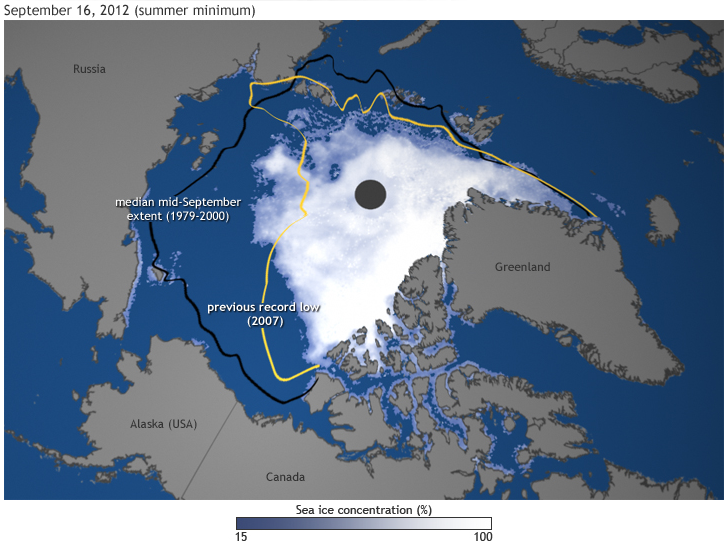 September 16, 2012 (summer minimum)
Russia
median mid-September
extent (1979-2000)
Greenland
previous record low
(2007)
Alaska (USA)
Canada
Sea ice concentration (%)
15 100